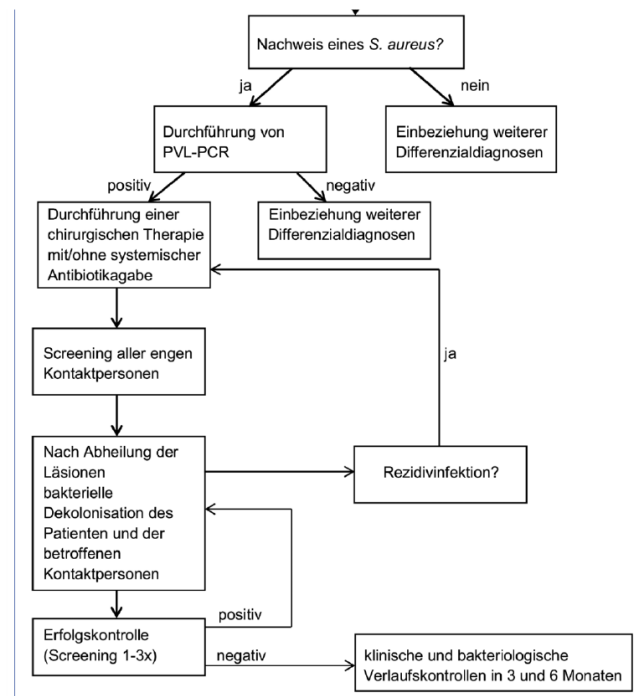 Nachweis eines S. aureus?
ja
nein
Durchführung von
PVL-PCR
Einbeziehung weiterer
Differenzialdiagnosen
positiv
negativ
Durchführung einer
chirurgischen Therapie
mit/ohne systemischer
Antibiotikagabe
Einbeziehung weiterer
Differenzialdiagnosen
Screening aller engen
Kontaktpersonen
ja
Nach Abheilung der
Läsionen
bakterielle
Dekolonisation des
Patienten und der
betroffenen
Kontaktpersonen
Rezidivinfektion?
Erfolgskontrolle
(Screening 1-3x)
positiv
negativ
klinische und bakteriologische
Verlaufskontrollen in 3 und 6 Monaten